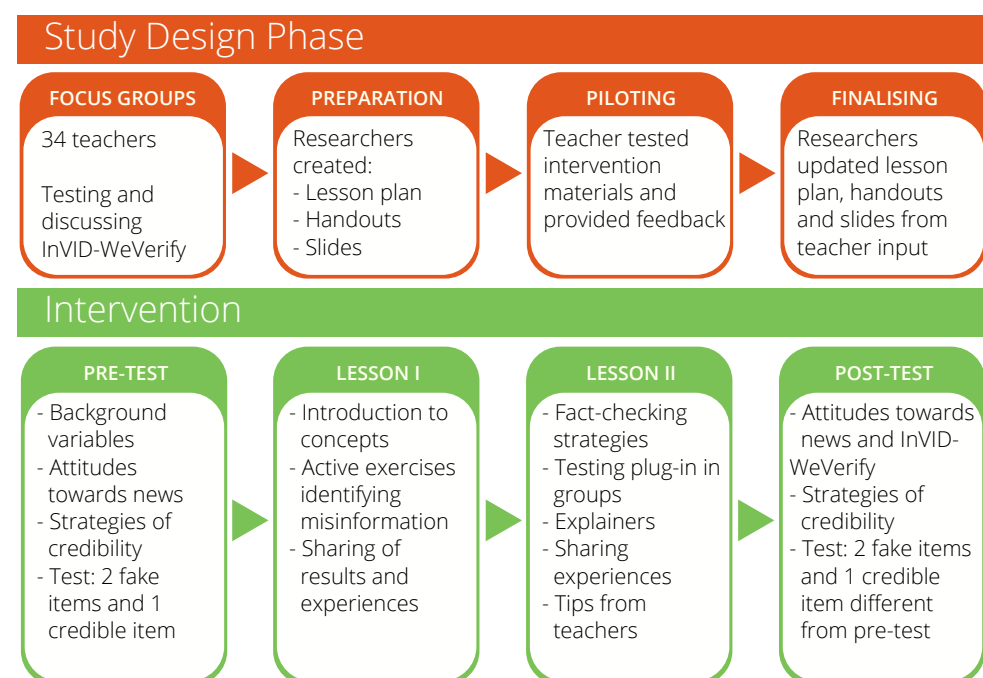 Study Design Phase
FOCUS GROUPS
34 teachers
Testing and
discussing
InVID-WeVerify
PREPARATION
Researchers
created:
- Lesson plan
- Handouts
- Slides
PILOTING
Teacher tested
intervention
materials and
provided feedback
FINALISING
Researchers
updated lesson
plan, handouts
and slides from
teacher input
Intervention
PRE-TEST
- Background
variables
- Attitudes
towards news
- Strategies of
credibility
- Test: 2 fake
items and 1
credible item
LESSON I
- Introduction to
concepts
- Active exercises
identifying
misinformation
- Sharing of
results and
experiences
LESSON II
- Fact-checking
strategies
- Testing plug-in in
groups
- Explainers
- Sharing
experiences
- Tips from
teachers
POST-TEST
- Attitudes towards
news and InVID-
WeVerify
- Strategies of
credibility
- Test: 2 fake items
and 1 credible
item different
from pre-test